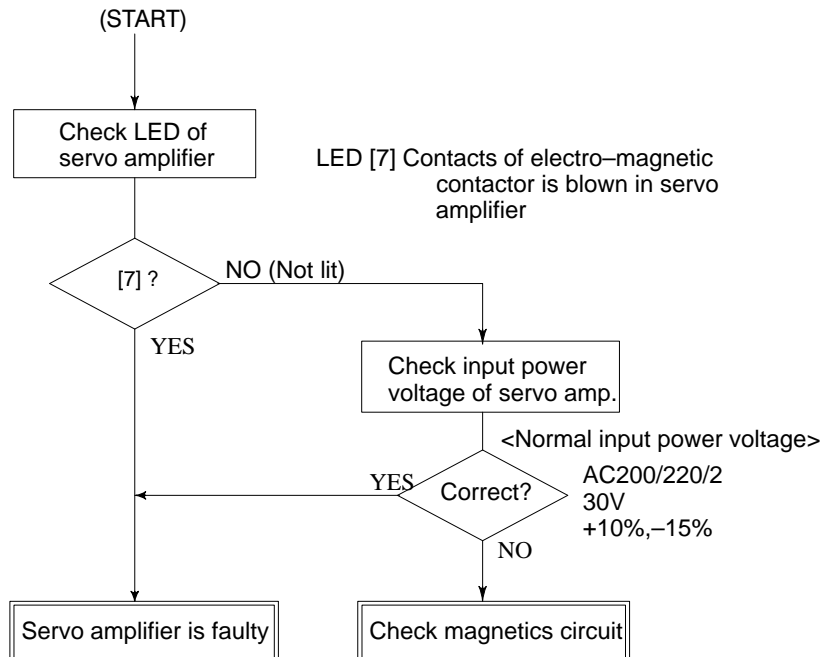 (START)
Check LED of
servo amplifier
LED [7] Contacts of electro–magnetic
contactor is blown in servo
amplifier
[7] ?
NO (Not lit)
YES
Check input power
voltage of servo amp.
<Normal input power voltage>
AC200/220/2
30V
+10%,–15%
YES
Correct?
NO
Servo amplifier is faulty
Check magnetics circuit